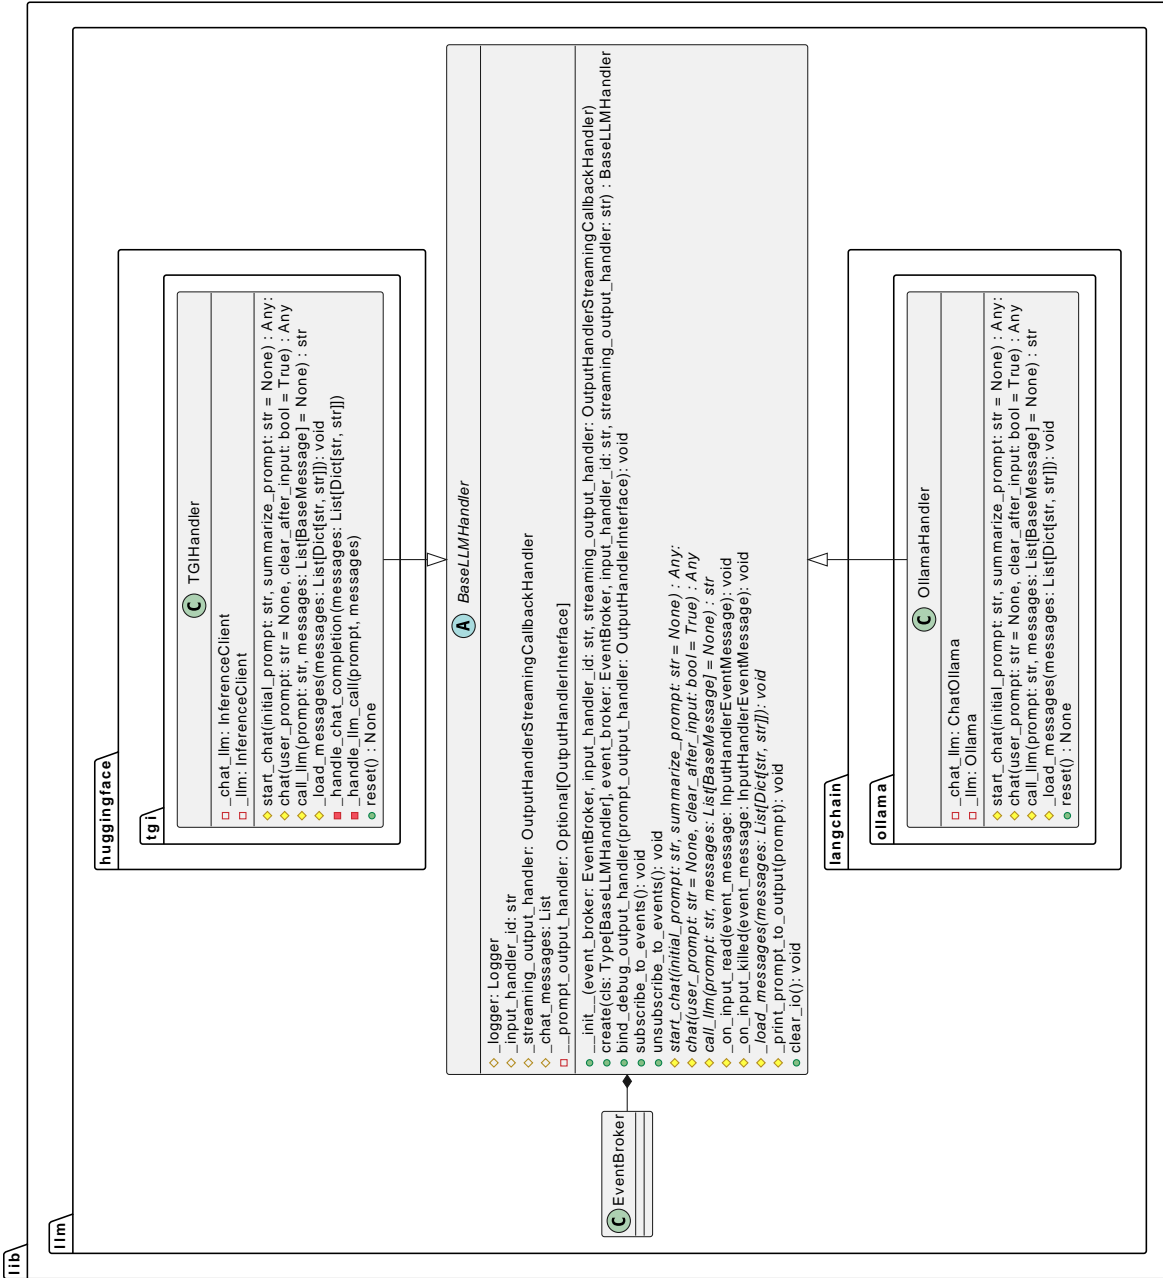 lib
llm
huggingface
tgi
TGIHandler
_chat_llm: InferenceClient
_llm: InferenceClient
start_chat(initial_prompt: str, summarize_prompt: str = None) : Any:
chat(user_prompt: str = None, clear_after_input: bool = True) : Any
call_llm(prompt: str, messages: List[BaseMessage] = None) : str
_load_messages(messages: List[Dict[str, str]]): void
_handle_chat_completion(messages: List[Dict[str, str]])
_handle_llm_call(prompt, messages)
reset() : None
EventBroker
BaseLLMHandler
_logger: Logger
_input_handler_id: str
_streaming_output_handler: OutputHandlerStreamingCallbackHandler
_chat_messages: List
__prompt_output_handler: Optional[OutputHandlerInterface]
__init__(event_broker: EventBroker, input_handler_id: str, streaming_output_handler: OutputHandlerStreamingCallbackHandler)
create(cls: Type[BaseLLMHandler], event_broker: EventBroker, input_handler_id: str, streaming_output_handler: str) : BaseLLMHandler
bind_debug_output_handler(prompt_output_handler: OutputHandlerInterface): void
subscribe_to_events(): void
unsubscribe_to_events(): void
start_chat(initial_prompt: str, summarize_prompt: str = None) : Any:
chat(user_prompt: str = None, clear_after_input: bool = True) : Any
call_llm(prompt: str, messages: List[BaseMessage] = None) : str
_on_input_read(event_message: InputHandlerEventMessage): void
_on_input_killed(event_message: InputHandlerEventMessage): void
_load_messages(messages: List[Dict[str, str]]): void
_print_prompt_to_output(prompt): void
clear_io(): void
langchain
ollama
OllamaHandler
_chat_llm: ChatOllama
_llm: Ollama
start_chat(initial_prompt: str, summarize_prompt: str = None) : Any:
chat(user_prompt: str = None, clear_after_input: bool = True) : Any
call_llm(prompt: str, messages: List[BaseMessage] = None) : str
_load_messages(messages: List[Dict[str, str]]): void
reset() : None